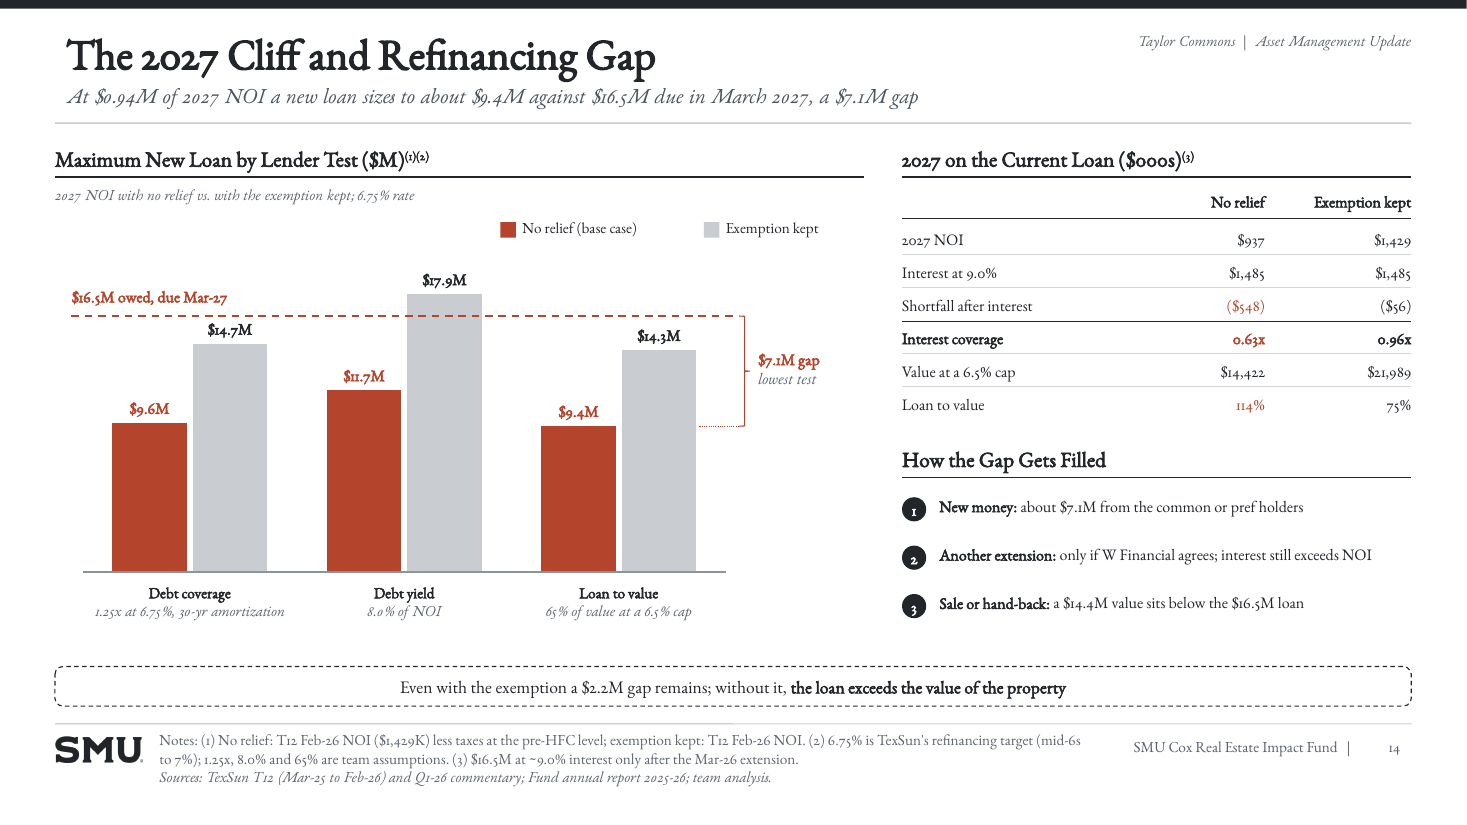 Taylor Commons | Asset Management Update
The 2027 Cliff and Refinancing Gap
At $0.94M of 2027 NOI a new loan sizes to about $9.4M against $16.5M due in March 2027, a $7.1M gap
Maximum New Loan by Lender Test ($M)(1)(2)
2027 NOI with no relief vs. with the exemption kept; 6.75% rate
No relief (base case)
Exemption kept
$16.5M owed, due Mar-27
$9.6M
$14.7M
$11.7M
$17.9M
$9.4M
$14.3M
$7.1M gap
lowest test
Debt coverage
1.25x at 6.75%, 30-yr amortization
Debt yield
8.0% of NOI
Loan to value
65% of value at a 6.5% cap
2027 on the Current Loan ($000s)(3)
No relief Exemption kept
2027 NOI $937 $1,429
Interest at 9.0% $1,485 $1,485
Shortfall after interest ($548) ($56)
Interest coverage 0.63x 0.96x
Value at a 6.5% cap $14,422 $21,989
Loan to value 114% 75%
How the Gap Gets Filled
1 New money: about $7.1M from the common or pref holders
2 Another extension: only if W Financial agrees; interest still exceeds NOI
3 Sale or hand-back: a $14.4M value sits below the $16.5M loan
Even with the exemption a $2.2M gap remains; without it, the loan exceeds the value of the property
SMU
Notes: (1) No relief: T12 Feb-26 NOI ($1,429K) less taxes at the pre-HFC level; exemption kept: T12 Feb-26 NOI. (2) 6.75% is TexSun's refinancing target (mid-6s
to 7%); 1.25x, 8.0% and 65% are team assumptions. (3) $16.5M at ~9.0% interest only after the Mar-26 extension.
Sources: TexSun T12 (Mar-25 to Feb-26) and Q1-26 commentary; Fund annual report 2025-26; team analysis.
SMU Cox Real Estate Impact Fund | 14